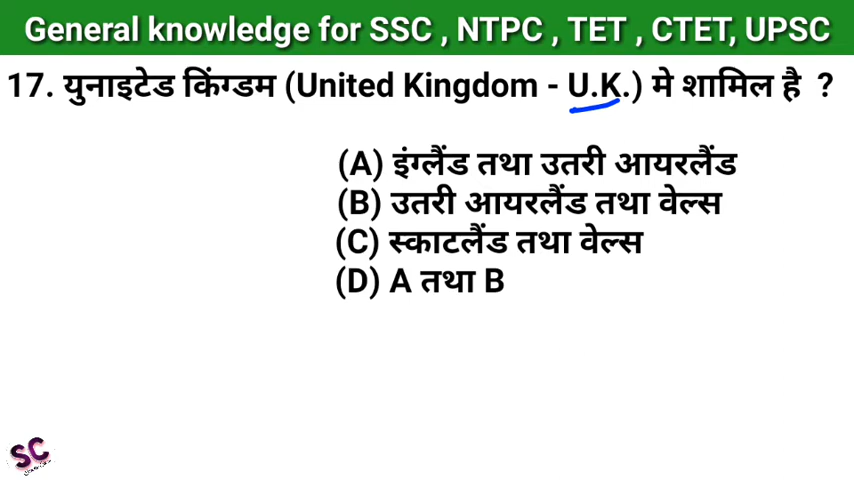 General knowledge for SSC , NTPC , TET , CTET, UPSC
17. युनाइटेड किंग्डम (United Kingdom - U.K.) मे शामिल है ?
(A) इंग्लैंड तथा उतरी आयरलैंड
(B) उतरी आयरलैंड तथा वेल्स
(C) स्काटलैंड तथा वेल्स
(D) A तथा B
SC